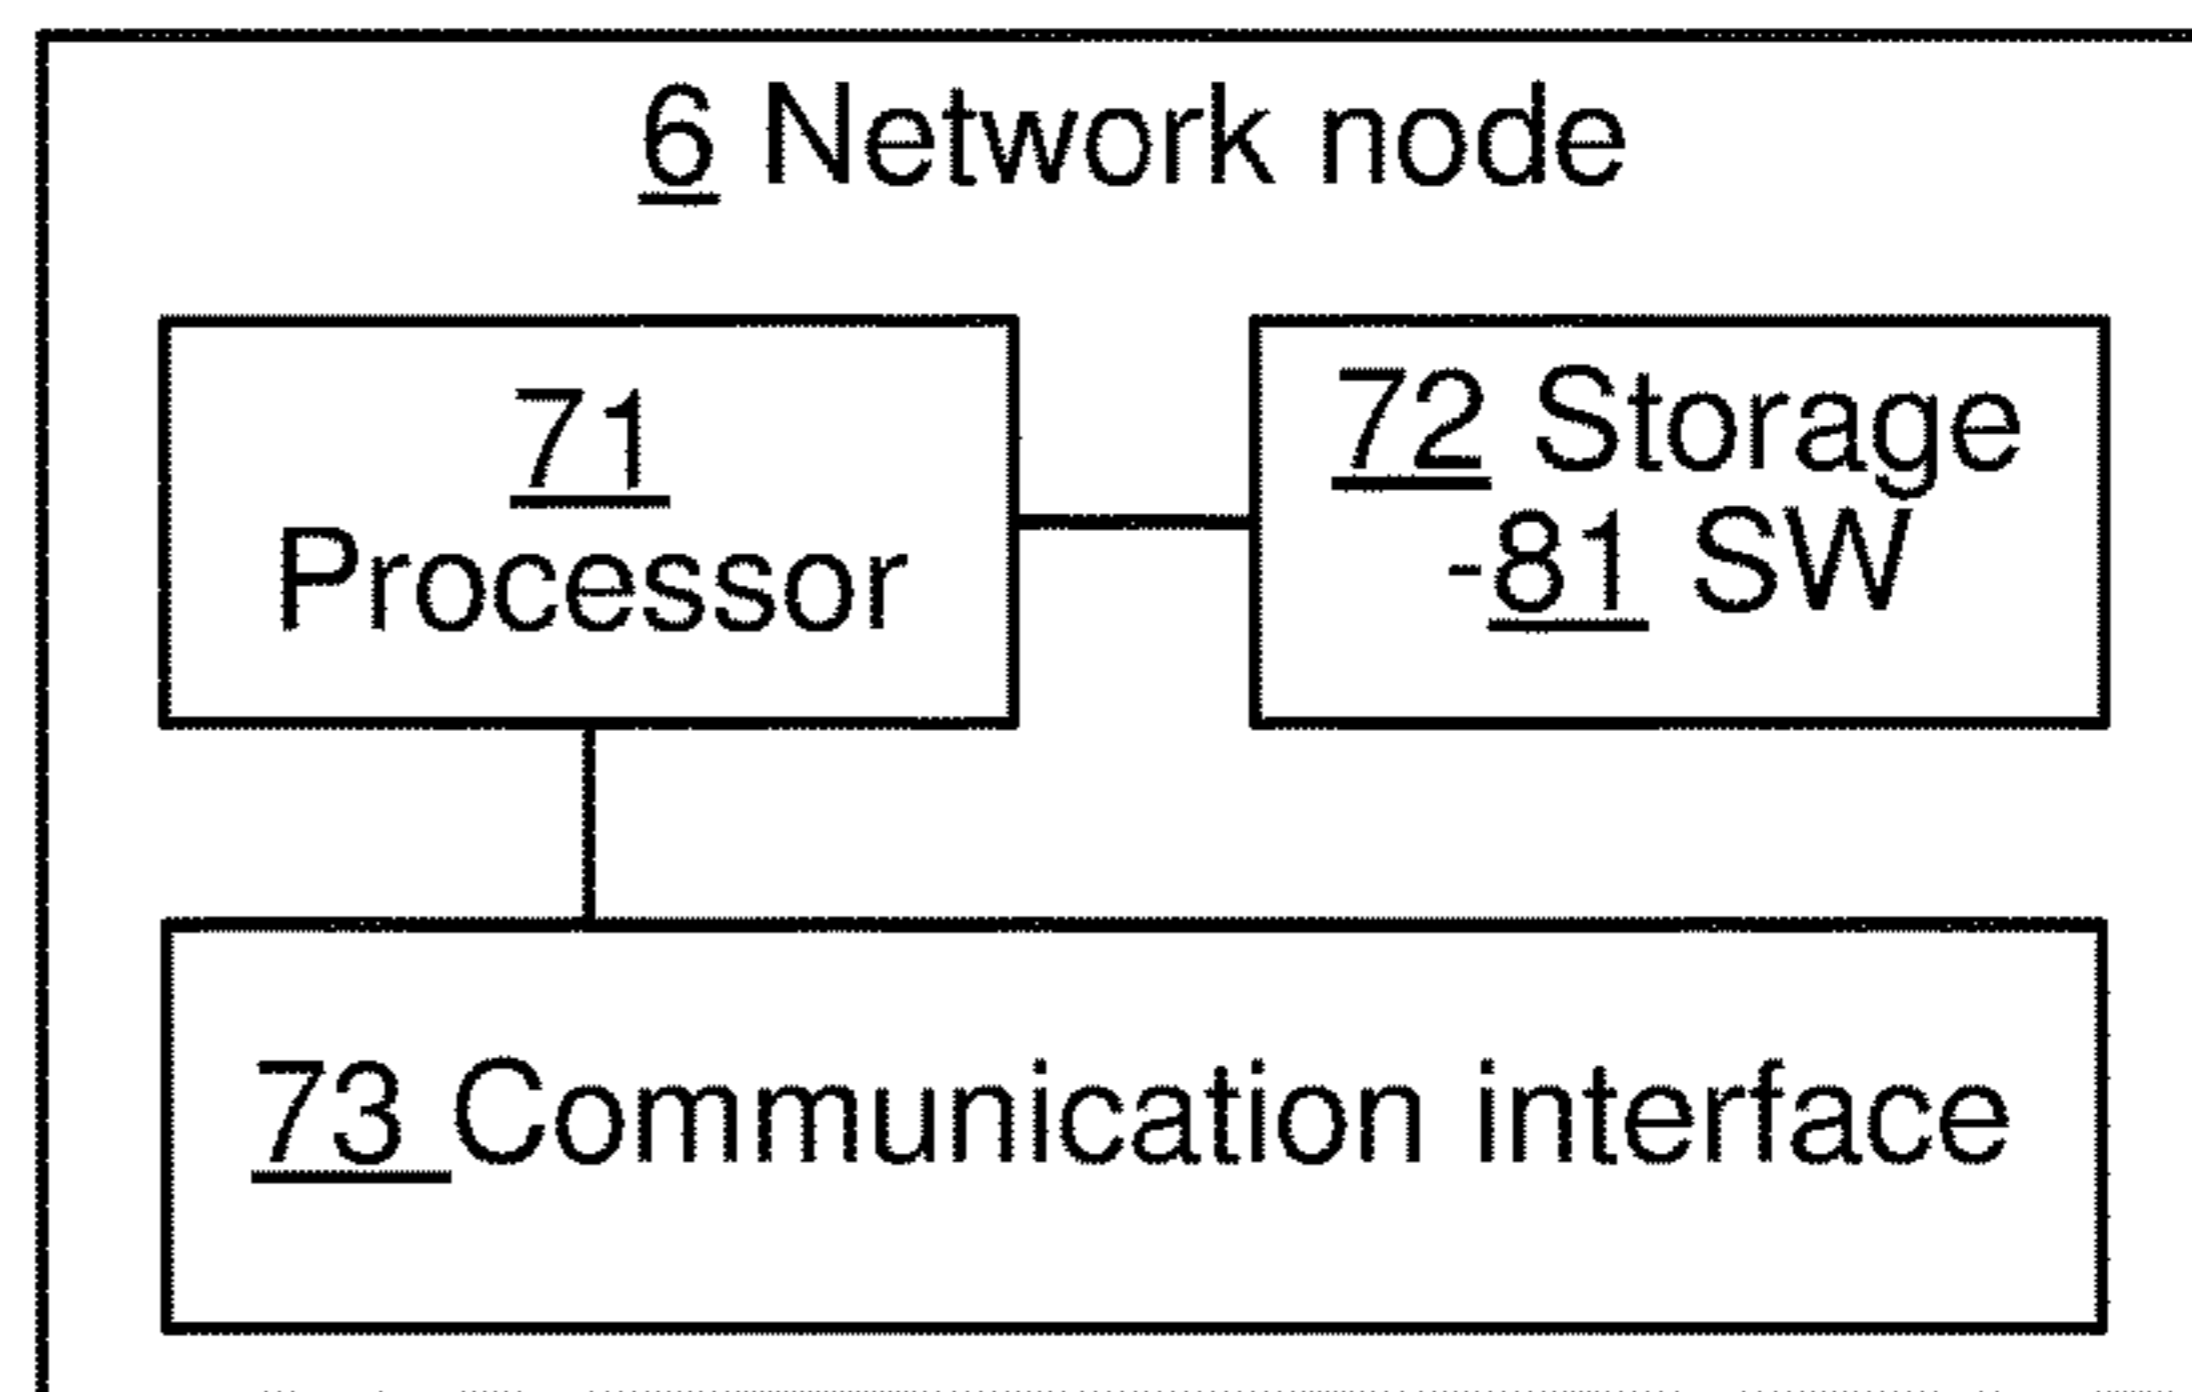 6 Network node
71
Processor
72 Storage
-81 SW
73 Communication interface